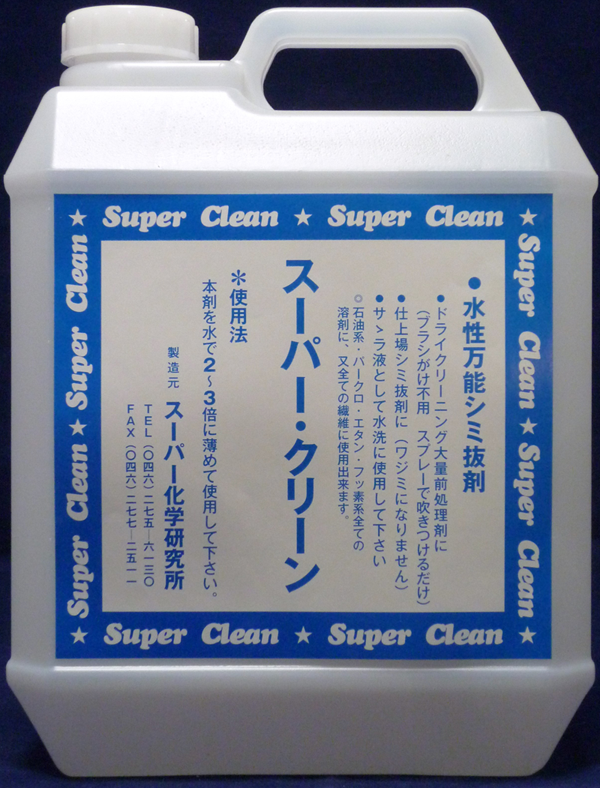 ★ Super Clean ★ Super Clean ★
Super Clean ★ Super Clean
Super Clean ★ Super Clean
★ Super Clean ★ Super Clean ★
●水性万能シミ抜剤
●ドライクリーニング大量前処理剤に
(ブラシがけ不用 スプレーで吹きつけるだけ)
●仕上場シミ抜剤に(ワジミになりません)
●サヽラ液として水洗に使用して下さい
◎石油系・パークロ・エタン・フッ素系全ての
溶剤に、又全ての繊維に使用出来ます。
スーパー・クリーン
＊使用法
本剤を水で2〜3倍に薄めて使用して下さい。
製造元 スーパー化学研究所
TEL(〇四六)二七五―六一三〇
FAX(〇四六)二七七―二五一一